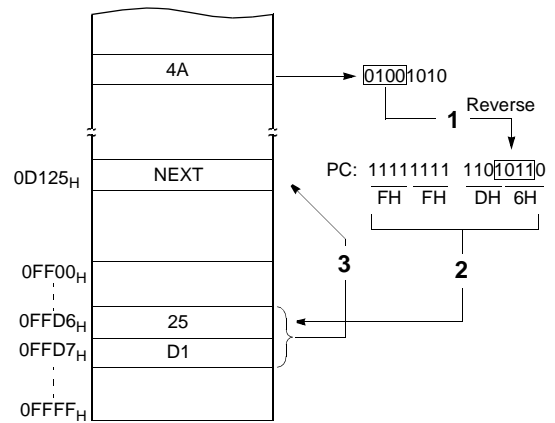 4A
01001010
1 Reverse
0D125H
NEXT
PC: 11111111 11010110
FH FH DH 6H
3
2
0FF00H
0FFD6H
25
0FFD7H
D1
0FFFFH